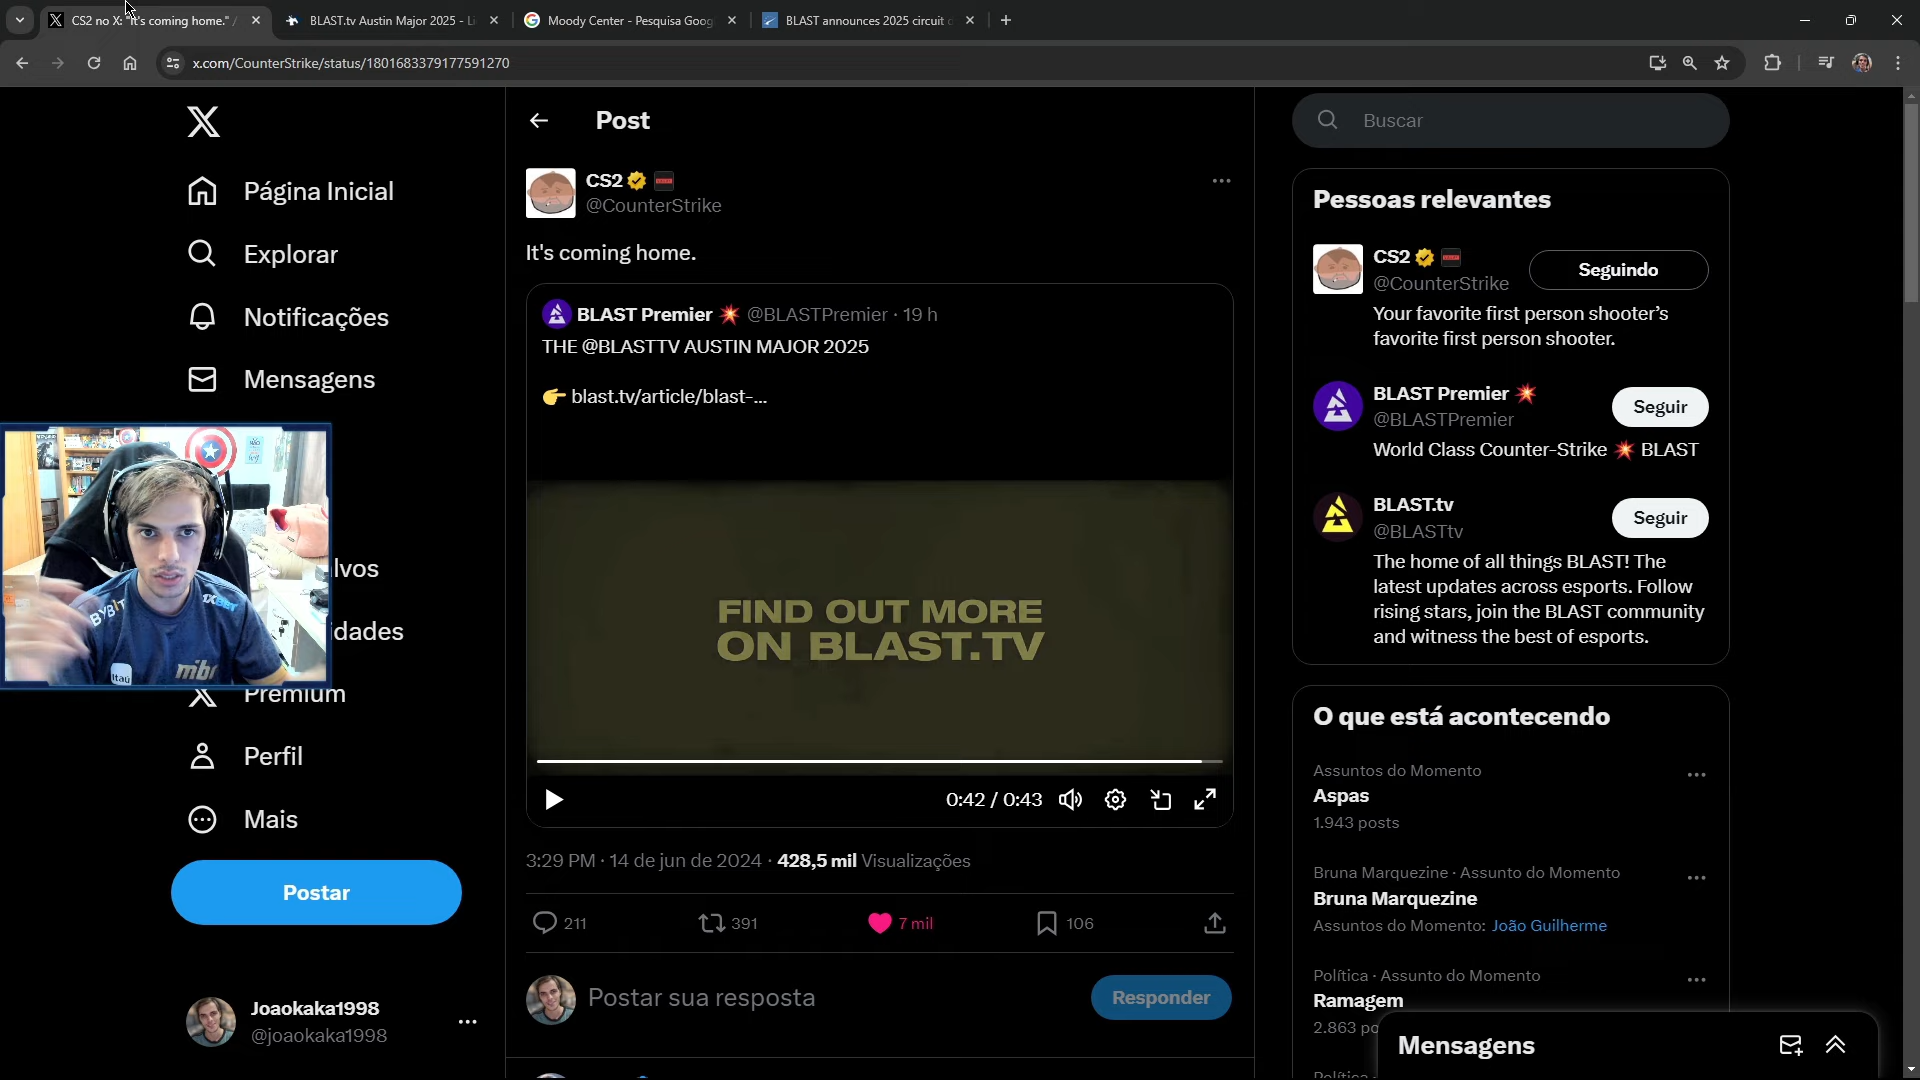 CS2 no X: "It's coming home." /
BLAST.tv Austin Major 2025 - Li
Moody Center - Pesquisa Goog
BLAST announces 2025 circuit d
x.com/CounterStrike/status/1801683379177591270
Página Inicial
Explorar
Notificações
Mensagens
lvos
dades
Premium
Perfil
Mais
Postar
Joaokaka1998
@joaokaka1998
BYBIT
1XBET
mibr
Itaú
Post
CS2
@CounterStrike
It's coming home.
BLAST Premier 💥 @BLASTPremier · 19 h
THE @BLASTTV AUSTIN MAJOR 2025
👉 blast.tv/article/blast-...
FIND OUT MORE
ON BLAST.TV
0:42 / 0:43
3:29 PM · 14 de jun de 2024 · 428,5 mil Visualizações
211
391
7 mil
106
Postar sua resposta
Responder
Buscar
Pessoas relevantes
CS2
@CounterStrike
Seguindo
Your favorite first person shooter's
favorite first person shooter.
BLAST Premier 💥
@BLASTPremier
Seguir
World Class Counter-Strike 💥 BLAST
BLAST.tv
@BLASTtv
Seguir
The home of all things BLAST! The
latest updates across esports. Follow
rising stars, join the BLAST community
and witness the best of esports.
O que está acontecendo
Assuntos do Momento
Aspas
1.943 posts
Bruna Marquezine · Assunto do Momento
Bruna Marquezine
Assuntos do Momento: João Guilherme
Política · Assunto do Momento
Ramagem
2.863 po
Mensagens